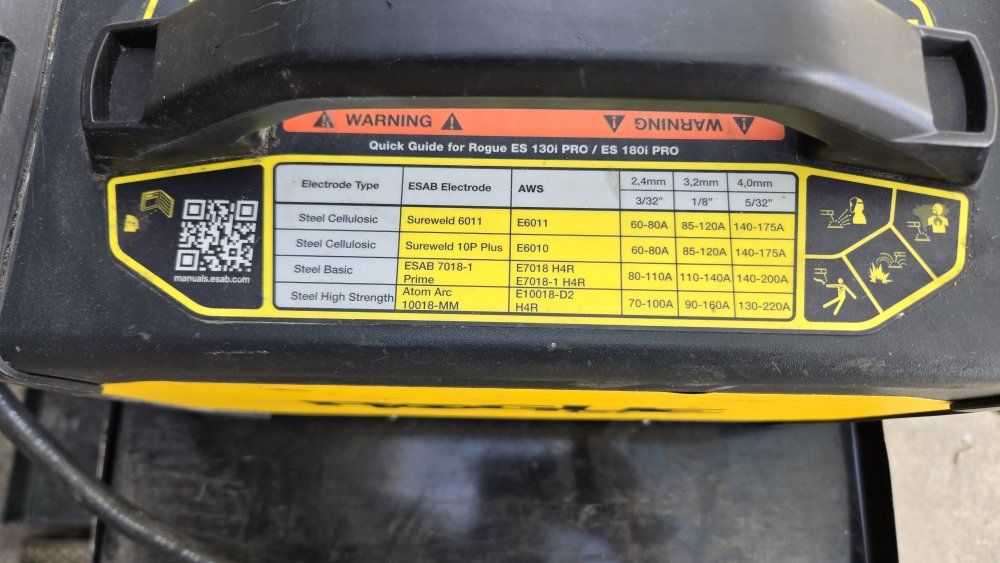 WARNING
WARNING
Quick Guide for Rogue ES 130i PRO / ES 180i PRO
Electrode Type ESAB Electrode AWS 2,4mm 3,2mm 4,0mm
3/32" 1/8" 5/32"
Steel Cellulosic Sureweld 6011 E6011 60-80A 85-120A 140-175A
Steel Cellulosic Sureweld 10P Plus E6010 60-80A 85-120A 140-175A
Steel Basic ESAB 7018-1 Prime E7018 H4R E7018-1 H4R 80-110A 110-140A 140-200A
Steel High Strength Atom Arc 10018-MM E10018-D2 H4R 70-100A 90-160A 130-220A
manuals.esab.com